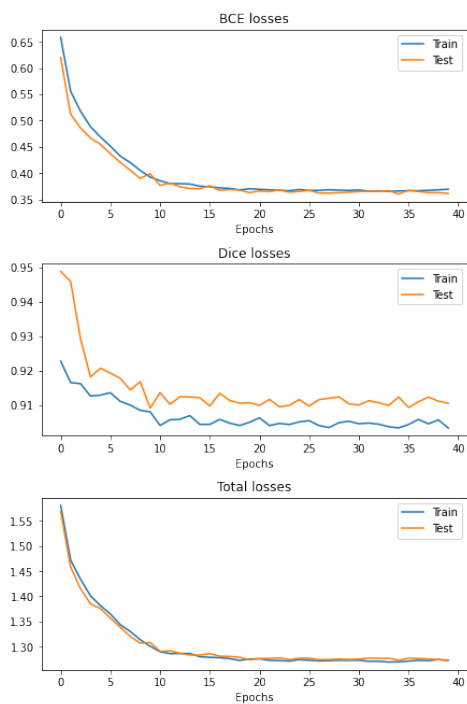 BCE losses
0.65
0.60
0.55
0.50
0.45
0.40
0.35
Train
Test
0 5 10 15 20 25 30 35 40
Epochs
Dice losses
0.95
0.94
0.93
0.92
0.91
Train
Test
0 5 10 15 20 25 30 35 40
Epochs
Total losses
1.55
1.50
1.45
1.40
1.35
1.30
Train
Test
0 5 10 15 20 25 30 35 40
Epochs